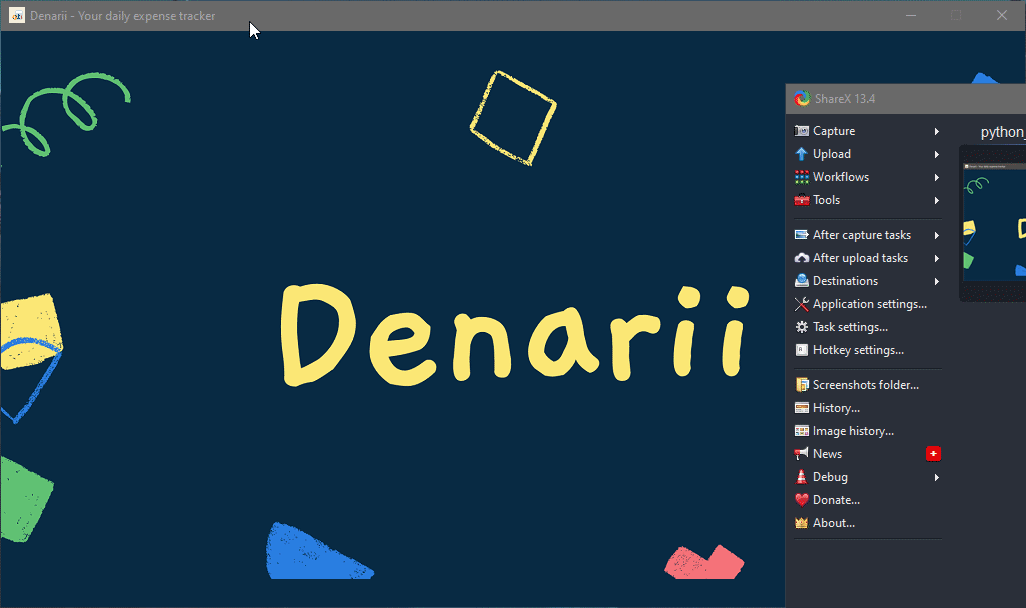 Denarii - Your daily expense tracker
Denarii
ShareX 13.4
Capture
Upload
Workflows
Tools
After capture tasks
After upload tasks
Destinations
Application settings...
Task settings...
Hotkey settings...
Screenshots folder...
History...
Image history...
News
+
Debug
Donate...
About...
python_